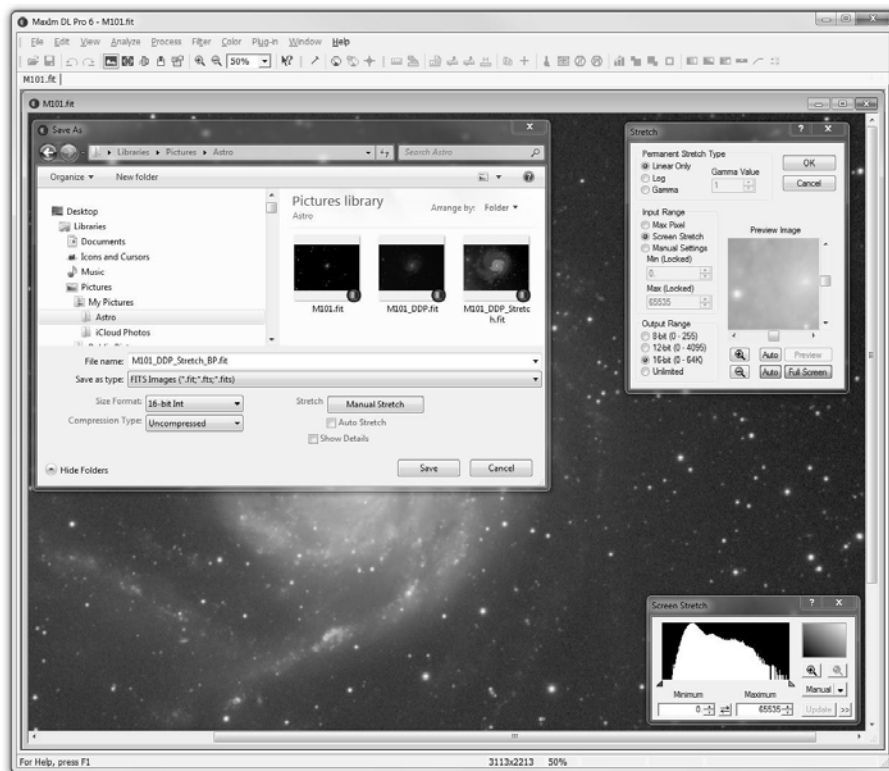 MaxIm DL Pro 6 - M101.fit
File Edit View Analyze Process Filter Color Plug-in Window Help
50%
M101.fit
M101.fit
Save As
Libraries Pictures Astro
Search Astro
Organize New folder
Desktop
Libraries
Documents
Icons and Cursors
Music
Pictures
My Pictures
Astro
iCloud Photos
Pictures library
Astro
Arrange by: Folder
M101.fit
M101_DDP.fit
M101_DDP_Stretch.fit
File name: M101_DDP_Stretch_BP.fit
Save as type: FITS Images (*.fit;*.fts;*.fits)
Size Format: 16-bit Int
Compression Type: Uncompressed
Stretch Manual Stretch
Auto Stretch
Show Details
Hide Folders
Save Cancel
Stretch
Permanent Stretch Type
Linear Only
Log
Gamma
Gamma Value
1
OK
Cancel
Input Range
Max Pixel
Screen Stretch
Manual Settings
Min (Locked)
0.
Max (Locked)
65535
Preview Image
Output Range
8-bit (0 - 255)
12-bit (0 - 4095)
16-bit (0 - 64K)
Unlimited
Auto Preview
Auto Full Screen
Screen Stretch
Minimum Maximum
0. 65535
Manual
Update >>
For Help, press F1
3113x2213 50%